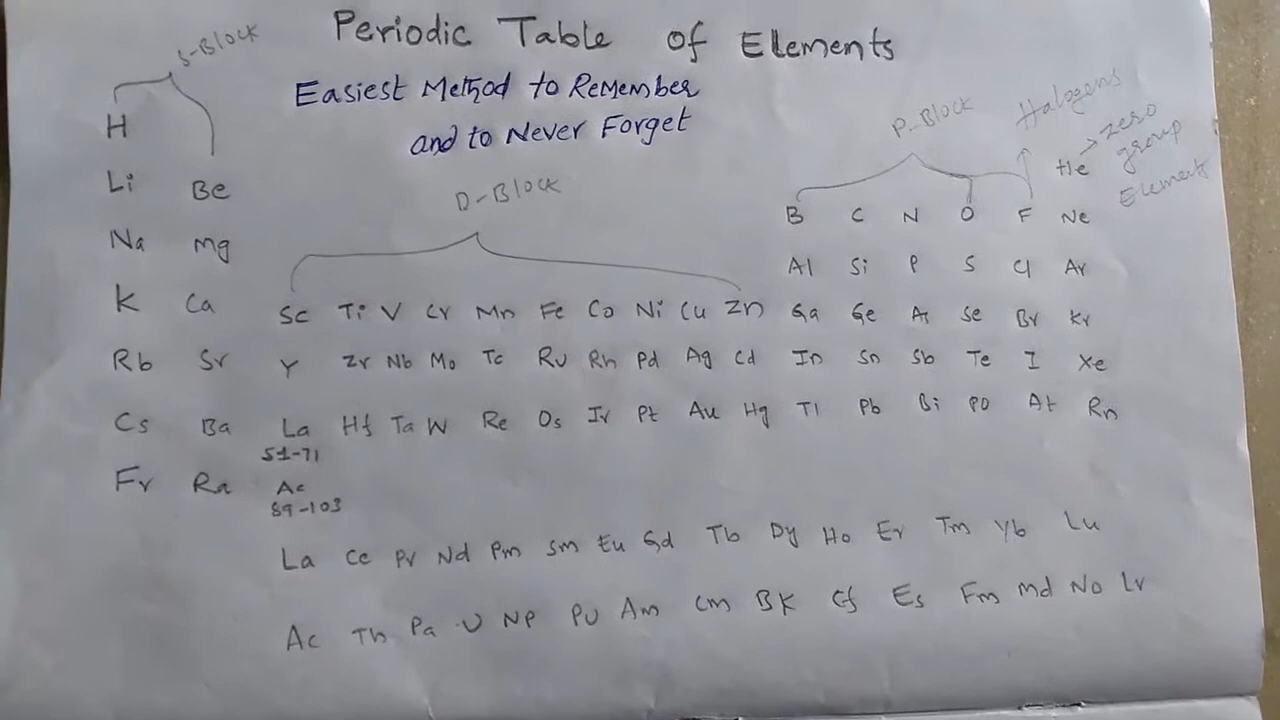 Periodic Table of Elements
Easiest Method to Remember
and to Never Forget
S-Block
D-Block
P-Block
Halogens
zero
group
Element
H He
Li Be B C N O F Ne
Na Mg Al Si P S Cl Ar
K Ca Sc Ti V Cr Mn Fe Co Ni Cu Zn Ga Ge As Se Br Kr
Rb Sr Y Zr Nb Mo Tc Ru Rh Pd Ag Cd In Sn Sb Te I Xe
Cs Ba La Hf Ta W Re Os Ir Pt Au Hg Tl Pb Bi Po At Rn
51-71
Fr Ra Ac
89-103
La Ce Pr Nd Pm Sm Eu Gd Tb Dy Ho Er Tm Yb Lu
Ac Th Pa U Np Pu Am Cm Bk Cf Es Fm Md No Lr